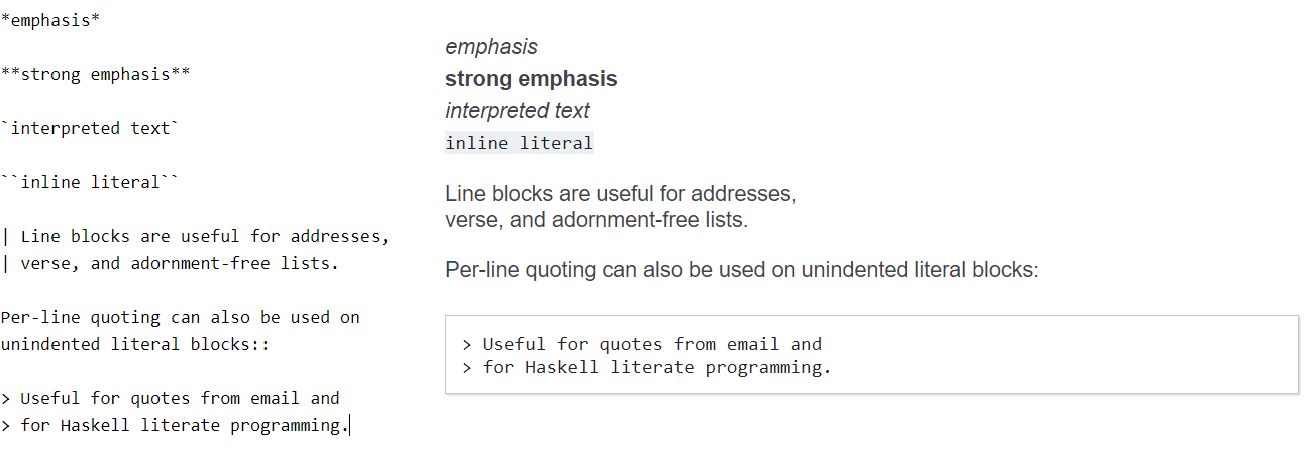 *emphasis*
**strong emphasis**
`interpreted text`
``inline literal``
| Line blocks are useful for addresses,
| verse, and adornment-free lists.
Per-line quoting can also be used on
unindented literal blocks::
> Useful for quotes from email and
> for Haskell literate programming.
emphasis
strong emphasis
interpreted text
inline literal
Line blocks are useful for addresses,
verse, and adornment-free lists.
Per-line quoting can also be used on unindented literal blocks:
> Useful for quotes from email and
> for Haskell literate programming.